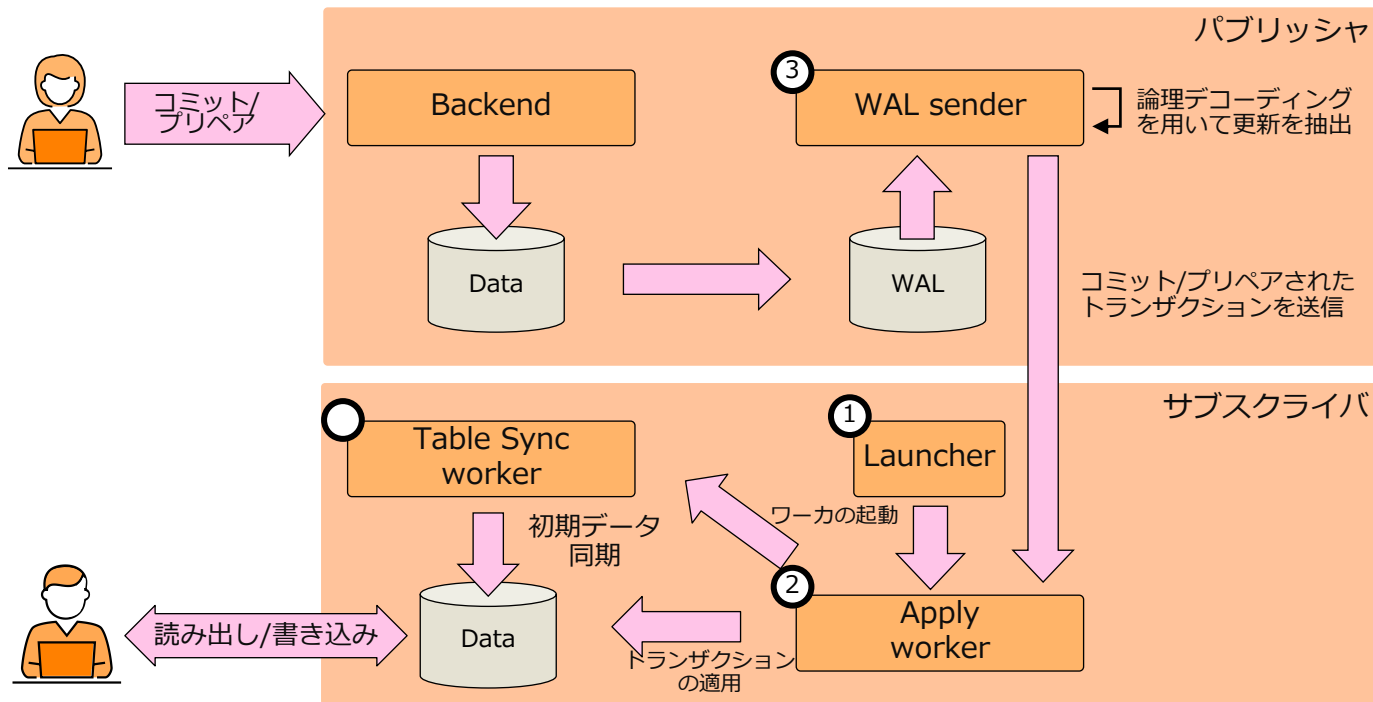 パブリッシャ
コミット/
プリペア
Backend
3
WAL sender
論理デコーディング
を用いて更新を抽出
Data
WAL
コミット/プリペアされた
トランザクションを送信
サブスクライバ
Table Sync
worker
1
Launcher
ワーカの起動
初期データ
同期
2
Apply
worker
読み出し/書き込み
Data
トランザクション
の適用